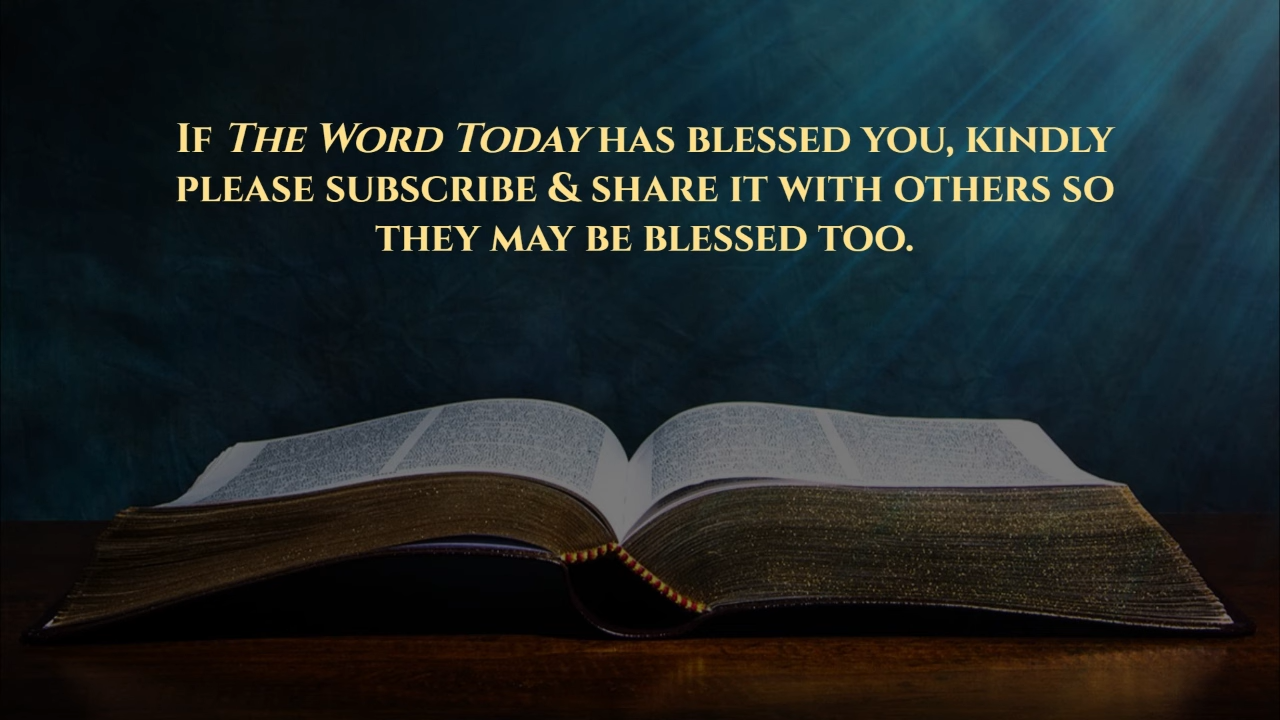 If The Word Today has blessed you, kindly
please subscribe & share it with others so
they may be blessed too.